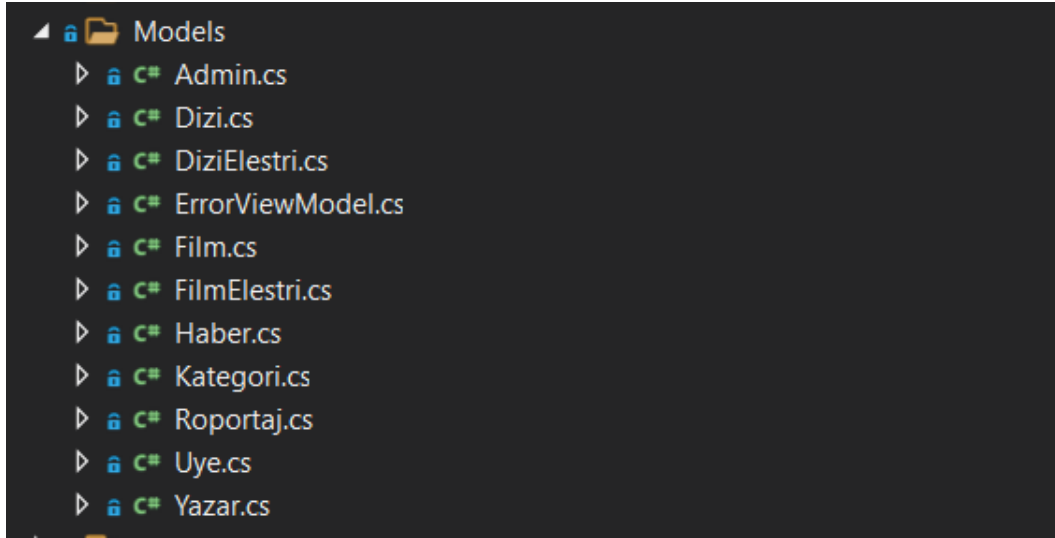 Models
C# Admin.cs
C# Dizi.cs
C# DiziElestri.cs
C# ErrorViewModel.cs
C# Film.cs
C# FilmElestri.cs
C# Haber.cs
C# Kategori.cs
C# Roportaj.cs
C# Uye.cs
C# Yazar.cs